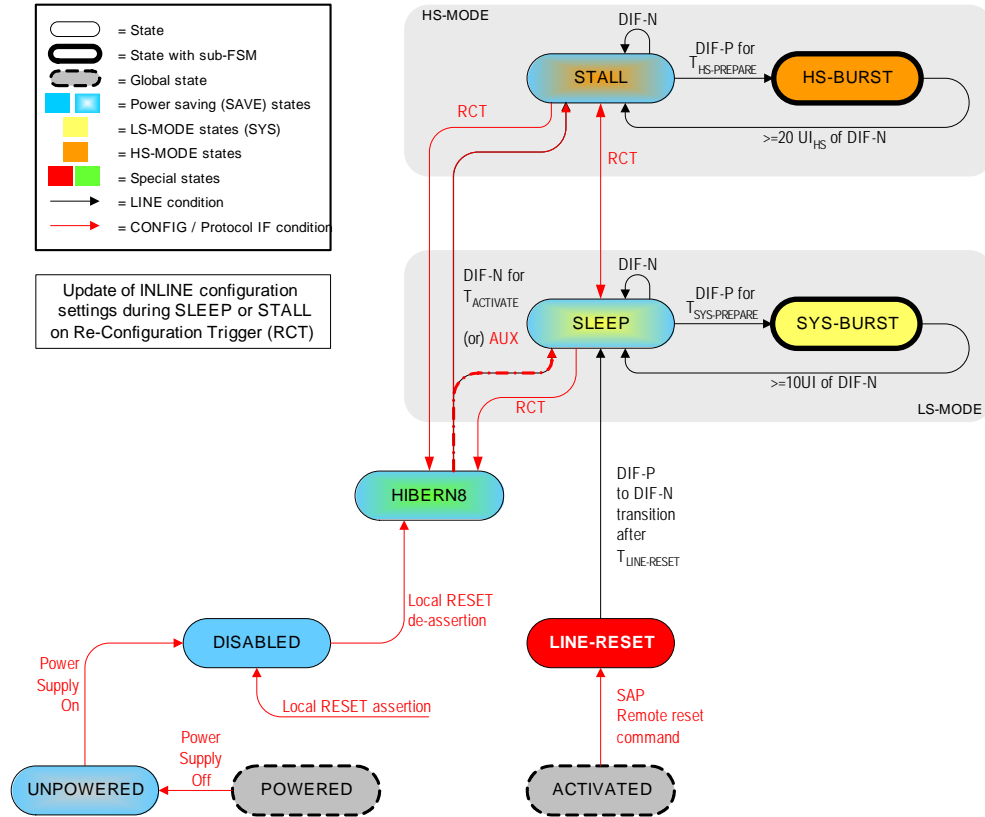 = State
= State with sub-FSM
= Global state
= Power saving (SAVE) states
= LS-MODE states (SYS)
= HS-MODE states
= Special states
= LINE condition
= CONFIG / Protocol IF condition
Update of INLINE configuration
settings during SLEEP or STALL
on Re-Configuration Trigger (RCT)
HS-MODE
DIF-N
STALL
DIF-P for
THS-PREPARE
HS-BURST
>=20 UIHS of DIF-N
RCT
RCT
DIF-N for
TACTIVATE
(or) AUX
DIF-N
SLEEP
DIF-P for
TSYS-PREPARE
SYS-BURST
>=10UI of DIF-N
LS-MODE
RCT
HIBERN8
DIF-P
to DIF-N
transition
after
TLINE-RESET
Local RESET
de-assertion
DISABLED
LINE-RESET
Power
Supply
On
Local RESET assertion
SAP
Remote reset
command
Power
Supply
Off
UNPOWERED
POWERED
ACTIVATED